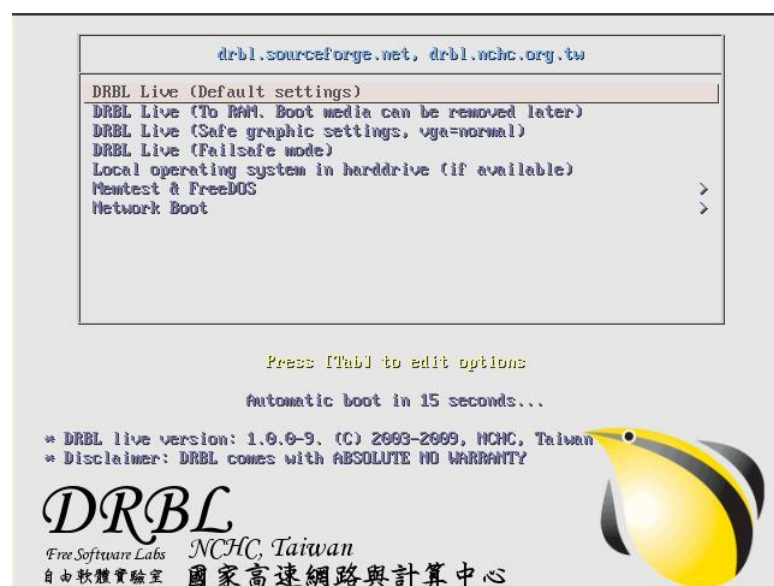 drbl.sourceforge.net, drbl.nchc.org.tw
DRBL Live (Default settings)
DRBL Live (To RAM. Boot media can be removed later)
DRBL Live (Safe graphic settings, vga=normal)
DRBL Live (Failsafe mode)
Local operating system in harddrive (if available)
Memtest & FreeDOS >
Network Boot >
Press [Tab] to edit options
Automatic boot in 15 seconds...
* DRBL live version: 1.0.0-9. (C) 2003-2009, NCHC, Taiwan
* Disclaimer: DRBL comes with ABSOLUTE NO WARRANTY
DRBL
Free Software Labs NCHC, Taiwan
自由軟體實驗室 國家高速網路與計算中心